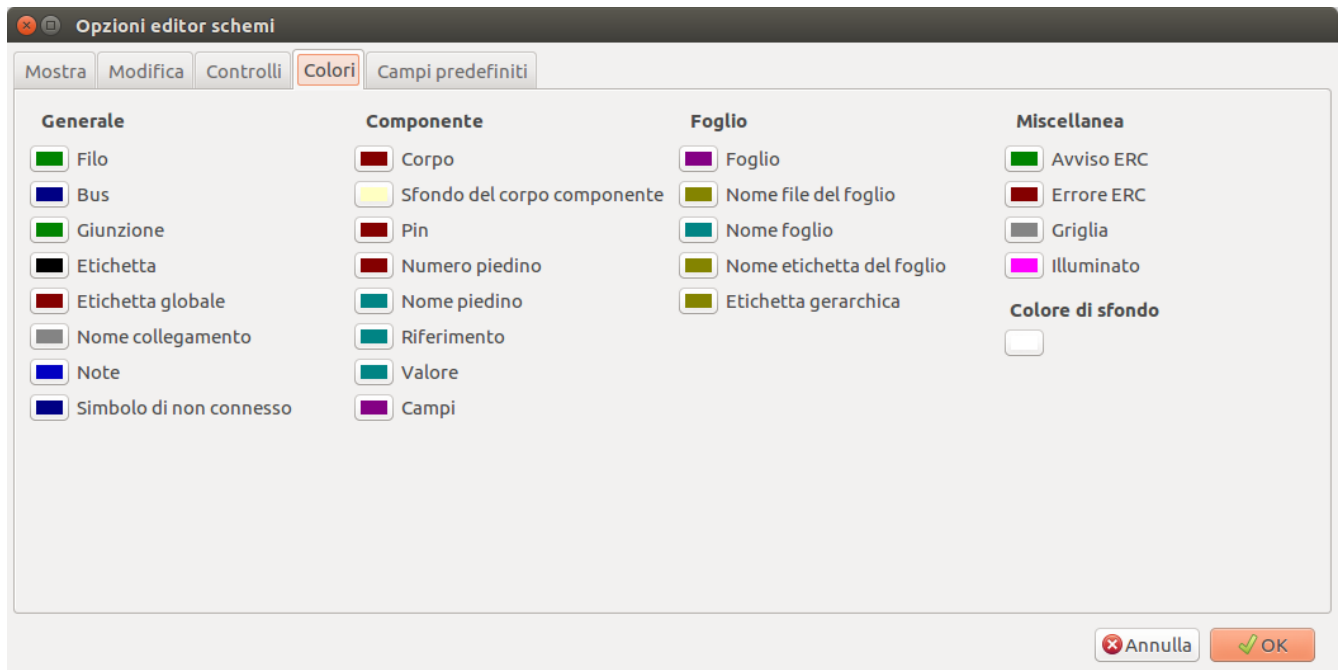 Opzioni editor schemi
Mostra Modifica Controlli Colori Campi predefiniti
Generale
Filo
Bus
Giunzione
Etichetta
Etichetta globale
Nome collegamento
Note
Simbolo di non connesso
Componente
Corpo
Sfondo del corpo componente
Pin
Numero piedino
Nome piedino
Riferimento
Valore
Campi
Foglio
Foglio
Nome file del foglio
Nome foglio
Nome etichetta del foglio
Etichetta gerarchica
Miscellanea
Avviso ERC
Errore ERC
Griglia
Illuminato
Colore di sfondo
Annulla OK